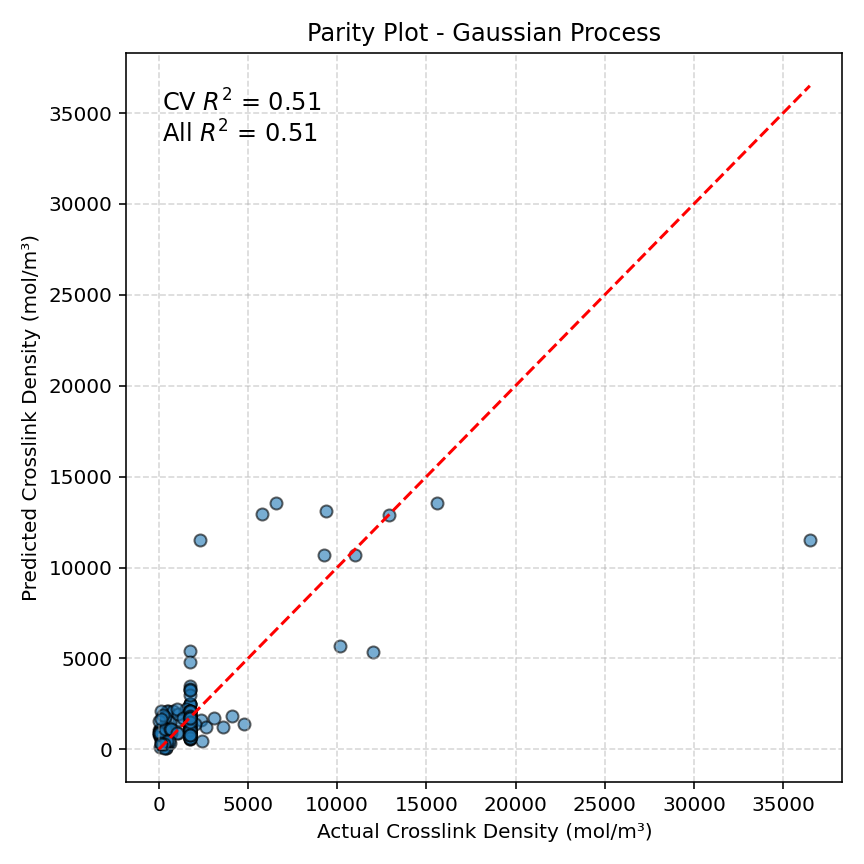 Parity Plot - Gaussian Process
CV R² = 0.51
All R² = 0.51
Predicted Crosslink Density (mol/m³)
35000
30000
25000
20000
15000
10000
5000
0
0 5000 10000 15000 20000 25000 30000 35000
Actual Crosslink Density (mol/m³)